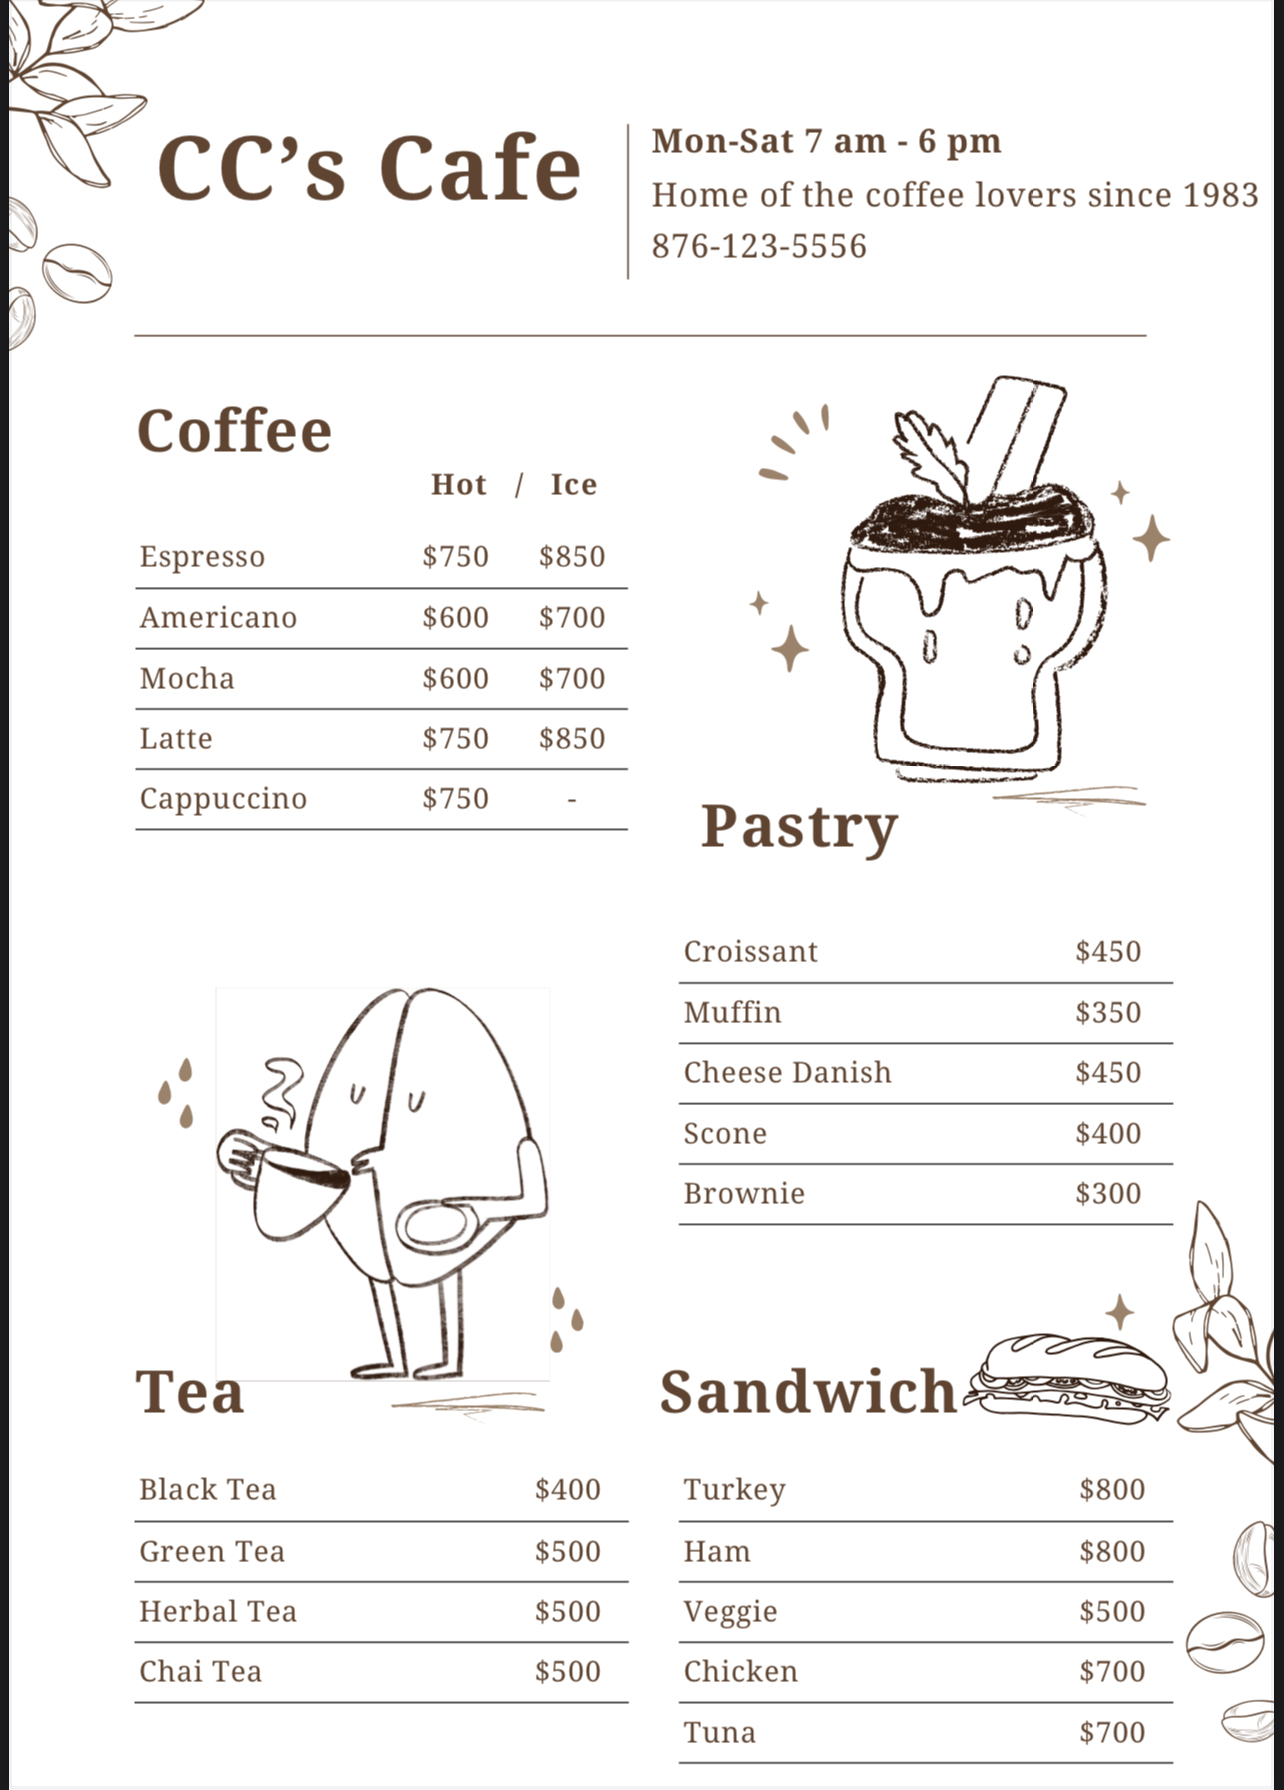 CC’s Cafe
Mon-Sat 7 am - 6 pm
Home of the coffee lovers since 1983
876-123-5556
Coffee
Hot / Ice
Espresso $750 $850
Americano $600 $700
Mocha $600 $700
Latte $750 $850
Cappuccino $750 -
Pastry
Croissant $450
Muffin $350
Cheese Danish $450
Scone $400
Brownie $300
Tea
Black Tea $400
Green Tea $500
Herbal Tea $500
Chai Tea $500
Sandwich
Turkey $800
Ham $800
Veggie $500
Chicken $700
Tuna $700